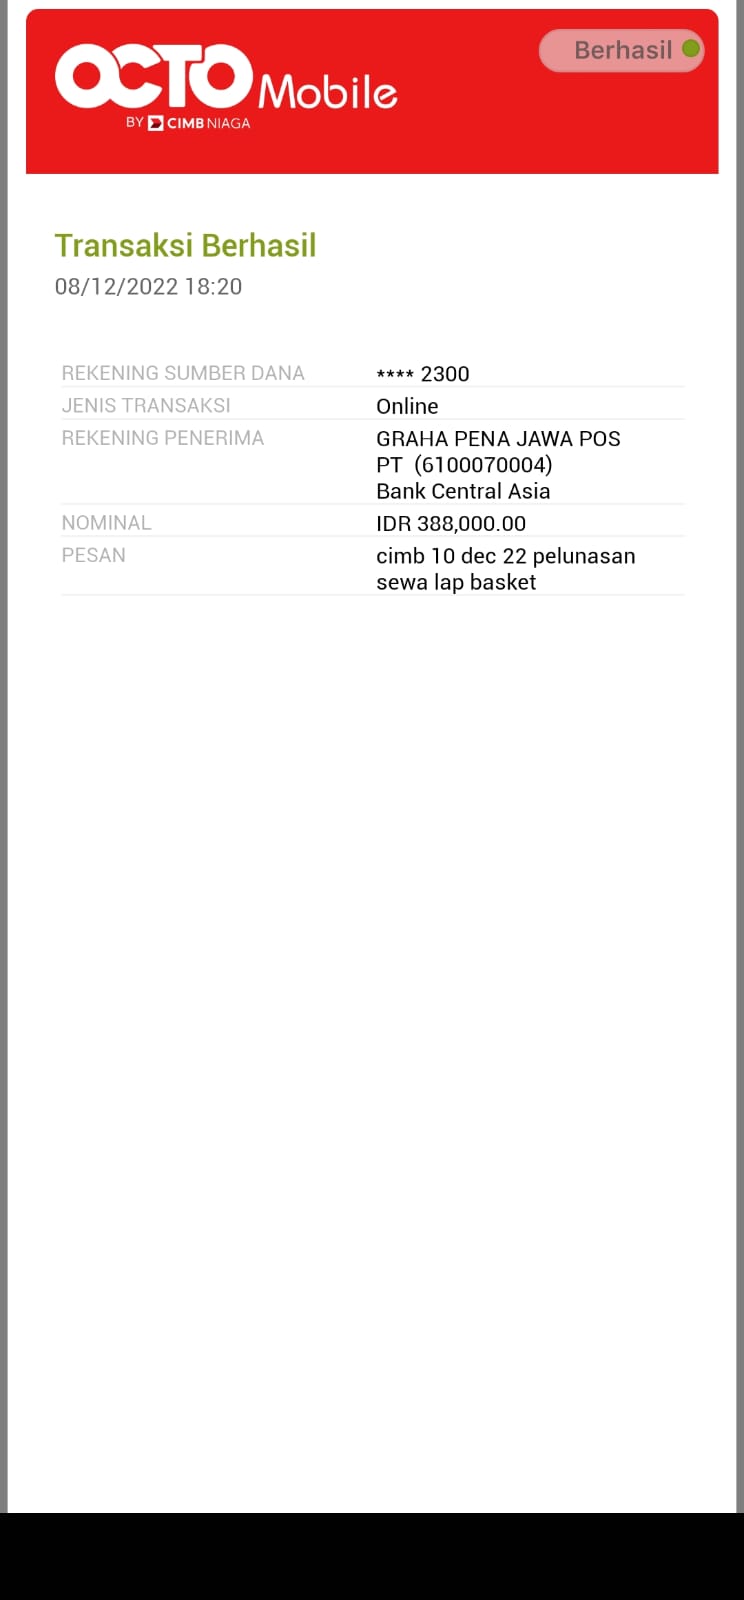 OCTO Mobile
BY CIMB NIAGA
Berhasil
Transaksi Berhasil
08/12/2022 18:20
REKENING SUMBER DANA **** 2300
JENIS TRANSAKSI Online
REKENING PENERIMA GRAHA PENA JAWA POS
PT (6100070004)
Bank Central Asia
NOMINAL IDR 388,000.00
PESAN cimb 10 dec 22 pelunasan
sewa lap basket